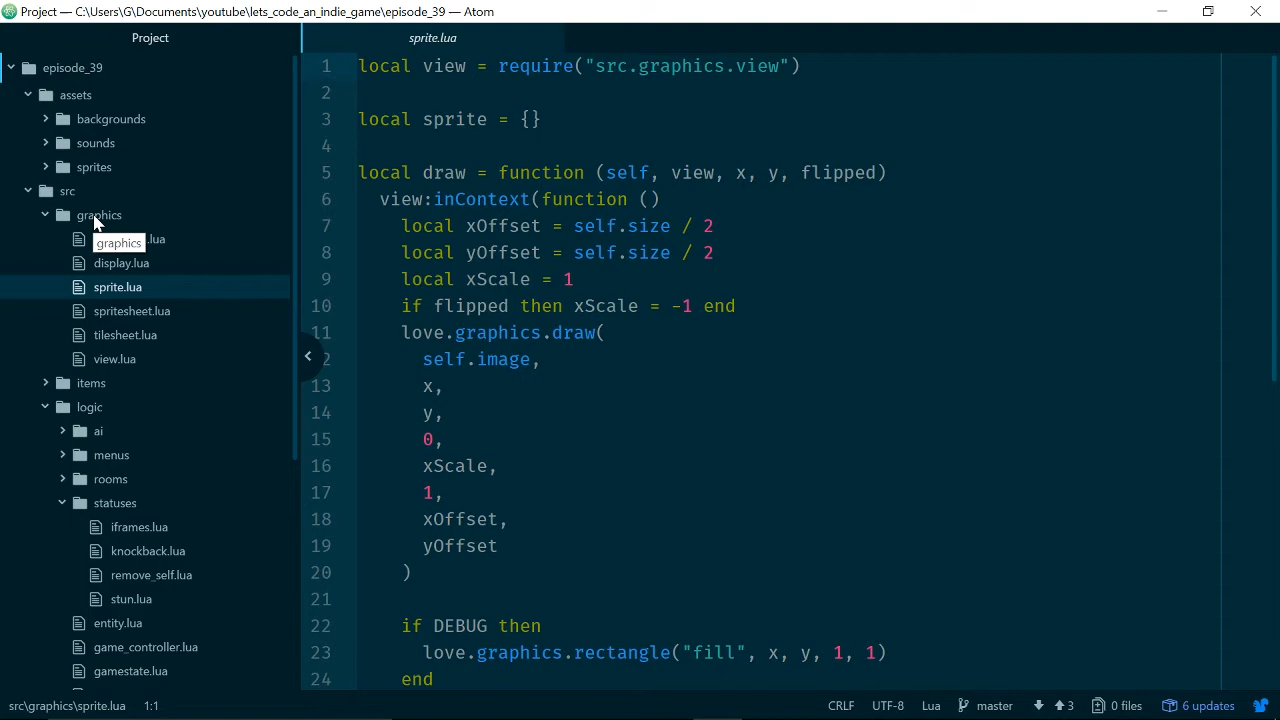 Project — C:\Users\G\Documents\youtube\lets_code_an_indie_game\episode_39 — Atom
Project
episode_39
assets
backgrounds
sounds
sprites
src
graphics
.lua
graphics
display.lua
sprite.lua
spritesheet.lua
tilesheet.lua
view.lua
items
logic
ai
menus
rooms
statuses
iframes.lua
knockback.lua
remove_self.lua
stun.lua
entity.lua
game_controller.lua
gamestate.lua
sprite.lua
1 local view = require("src.graphics.view")
2
3 local sprite = {}
4
5 local draw = function (self, view, x, y, flipped)
6 view:inContext(function ()
7 local xOffset = self.size / 2
8 local yOffset = self.size / 2
9 local xScale = 1
10 if flipped then xScale = -1 end
11 love.graphics.draw(
2 self.image,
13 x,
14 y,
15 0,
16 xScale,
17 1,
18 xOffset,
19 yOffset
20 )
21
22 if DEBUG then
23 love.graphics.rectangle("fill", x, y, 1, 1)
24 end
src\graphics\sprite.lua 1:1 CRLF UTF-8 Lua master 3 0 files 6 updates